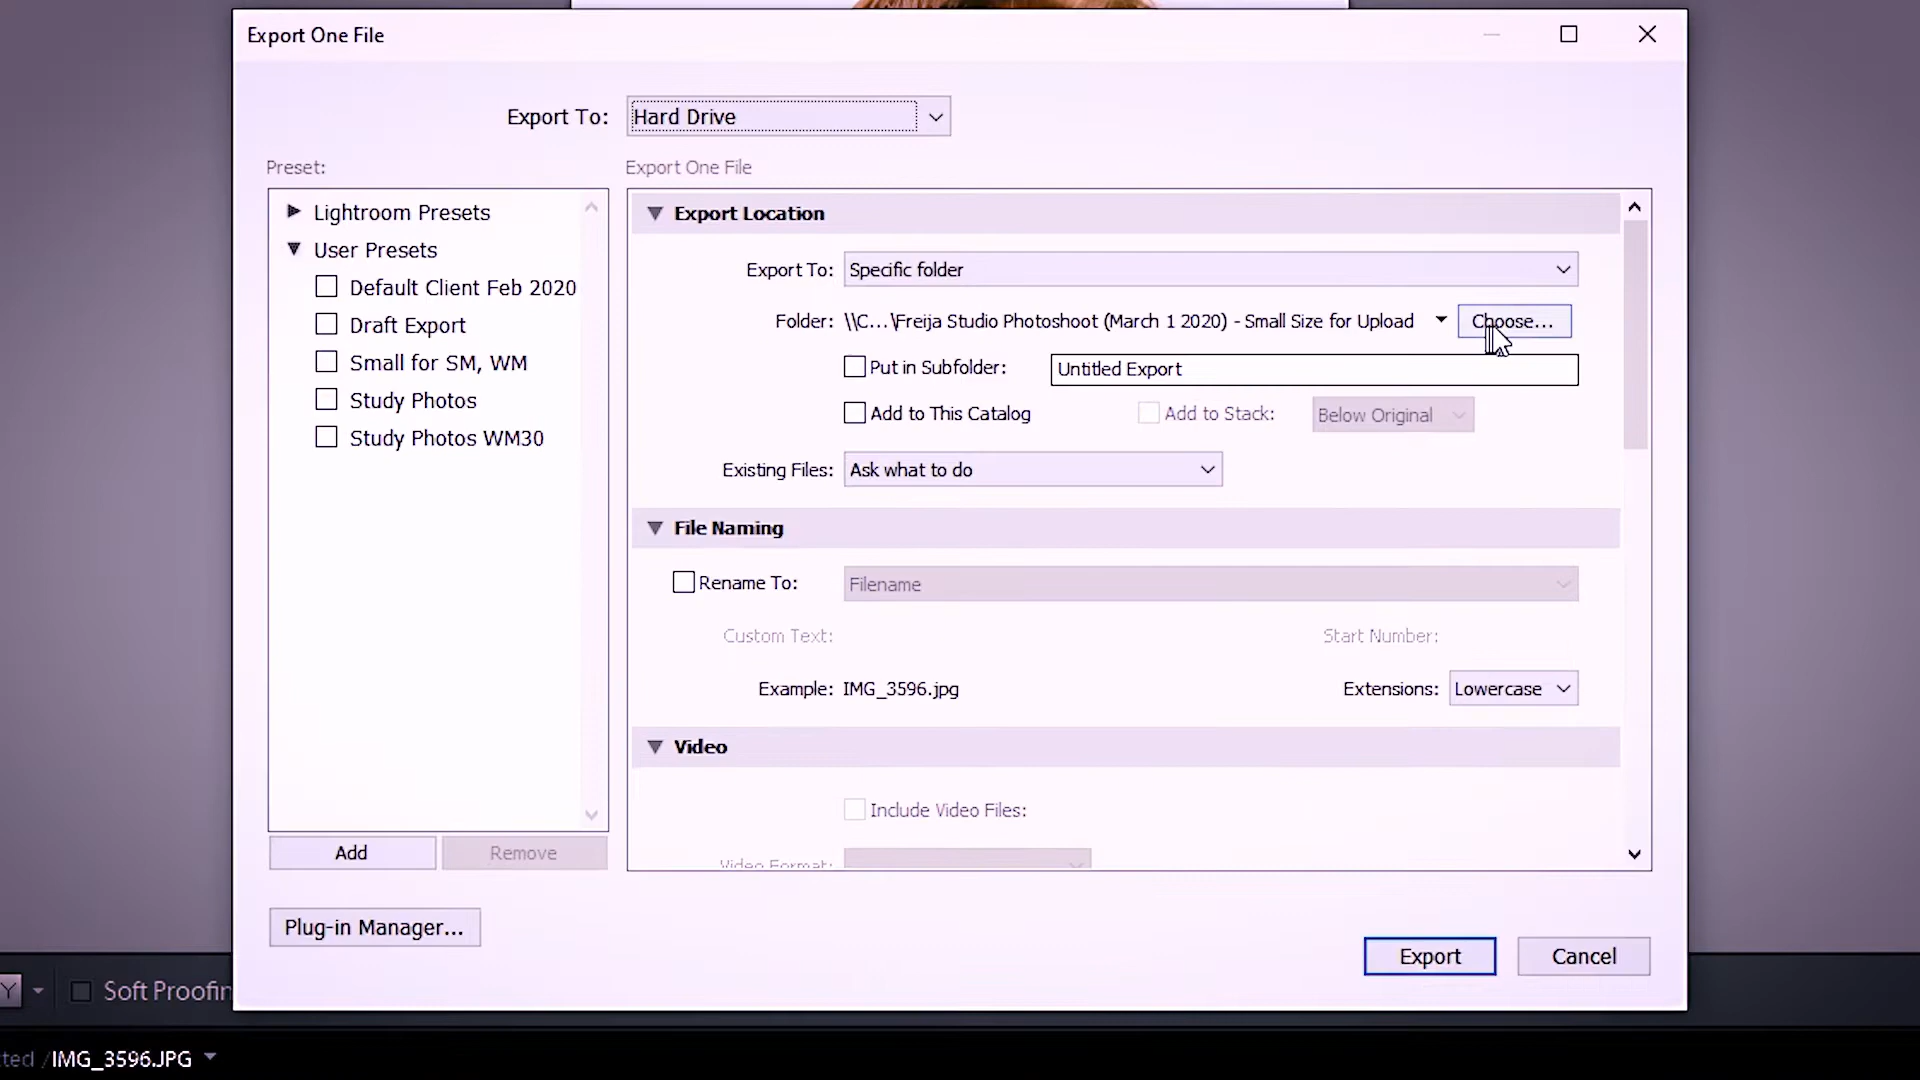 Export One File
Export To: Hard Drive
Preset:
Export One File
Lightroom Presets
User Presets
Default Client Feb 2020
Draft Export
Small for SM, WM
Study Photos
Study Photos WM30
Add
Remove
Plug-in Manager...
Export Location
Export To: Specific folder
Folder: \\C...\Freija Studio Photoshoot (March 1 2020) - Small Size for Upload Choose...
Put in Subfolder: Untitled Export
Add to This Catalog Add to Stack: Below Original
Existing Files: Ask what to do
File Naming
Rename To: Filename
Custom Text: Start Number:
Example: IMG_3596.jpg Extensions: Lowercase
Video
Include Video Files:
Video Format:
Export Cancel
Y Soft Proofin
cted / IMG_3596.JPG